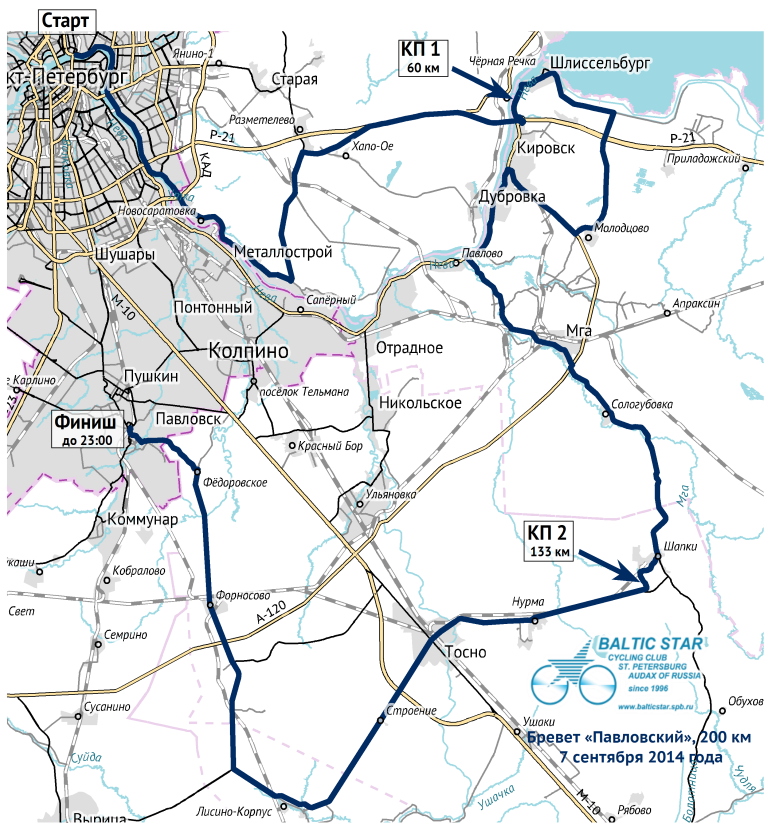 Старт
КП 1
60 км
Чёрная Речка
Шлиссельбург
Янино-1
Старая
кт-Петербург
Нева
Разметелево
Р-21
Хапо-Ое
Кировск
Р-21
Приладожский
КАД
Дубровка
Новосаратовка
Молодцово
Шушары
Металлострой
Нева
Павлово
Нева
М-10
Понтонный
Сапёрный
Апраксин
Мга
Колпино
Отрадное
е Карлино
Пушкин
посёлок Тельмана
Никольское
Сологубовка
Финиш
до 23:00
Павловск
Красный Бор
Фёдоровское
Ульяновка
Мга
Коммунар
КП 2
133 км
Шапки
укаши
Кобралово
Форносово
А-120
Нурма
Свет
Семрино
Тосно
BALTIC STAR
CYCLING CLUB
ST. PETERSBURG
AUDAX OF RUSSIA
since 1996
www.balticstar.spb.ru
Сусанино
Строение
Обухов
Ушаки
Бревет «Павловский», 200 км
7 сентября 2014 года
Суйда
Чудля
Ушачка
М-10
Лисино-Корпус
Рябово
Вырица